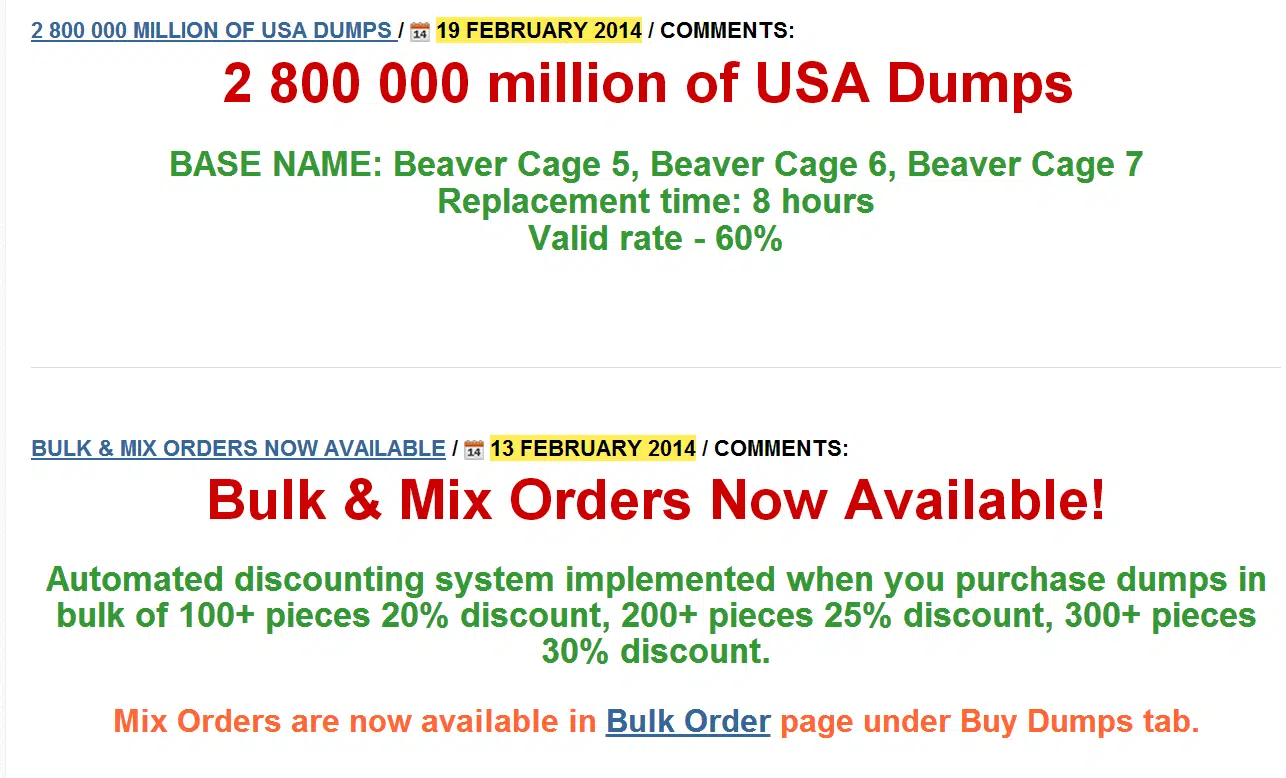 2 800 000 MILLION OF USA DUMPS / 14 19 FEBRUARY 2014 / COMMENTS:
2 800 000 million of USA Dumps
BASE NAME: Beaver Cage 5, Beaver Cage 6, Beaver Cage 7
Replacement time: 8 hours
Valid rate - 60%
BULK & MIX ORDERS NOW AVAILABLE / 14 13 FEBRUARY 2014 / COMMENTS:
Bulk & Mix Orders Now Available!
Automated discounting system implemented when you purchase dumps in
bulk of 100+ pieces 20% discount, 200+ pieces 25% discount, 300+ pieces
30% discount.
Mix Orders are now available in Bulk Order page under Buy Dumps tab.